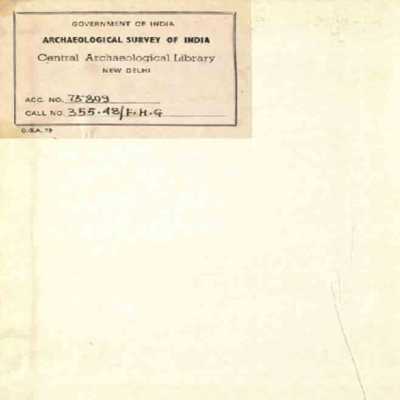 GOVERNMENT OF INDIA
ARCHAEOLOGICAL SURVEY OF INDIA
Central Archaeological Library
NEW DELHI
ACC. NO. 75809
CALL NO. 355.48/F.H.G
D.G.A. 79